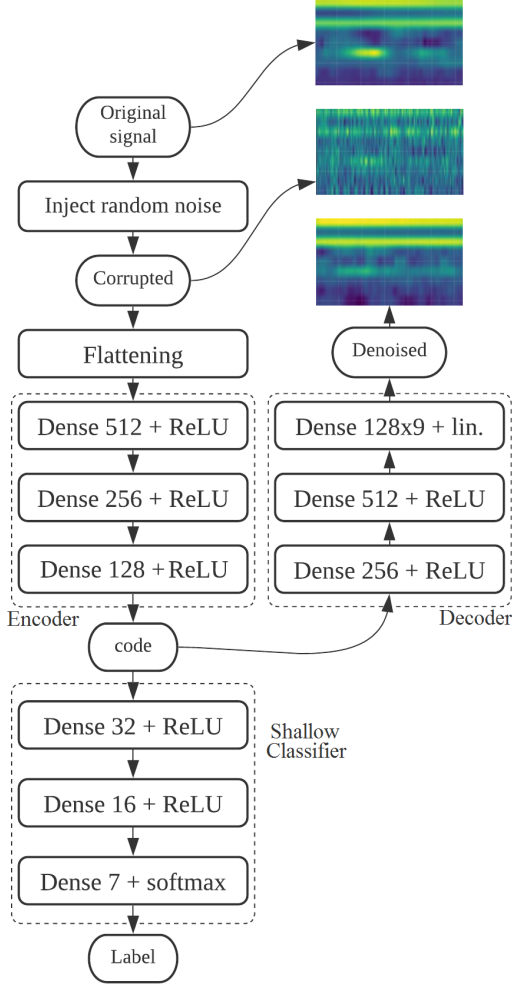 Original
signal
Inject random noise
Corrupted
Flattening
Dense 512 + ReLU
Dense 256 + ReLU
Dense 128 + ReLU
Encoder
code
Denoised
Dense 128x9 + lin.
Dense 512 + ReLU
Dense 256 + ReLU
Decoder
Dense 32 + ReLU
Dense 16 + ReLU
Dense 7 + softmax
Shallow
Classifier
Label